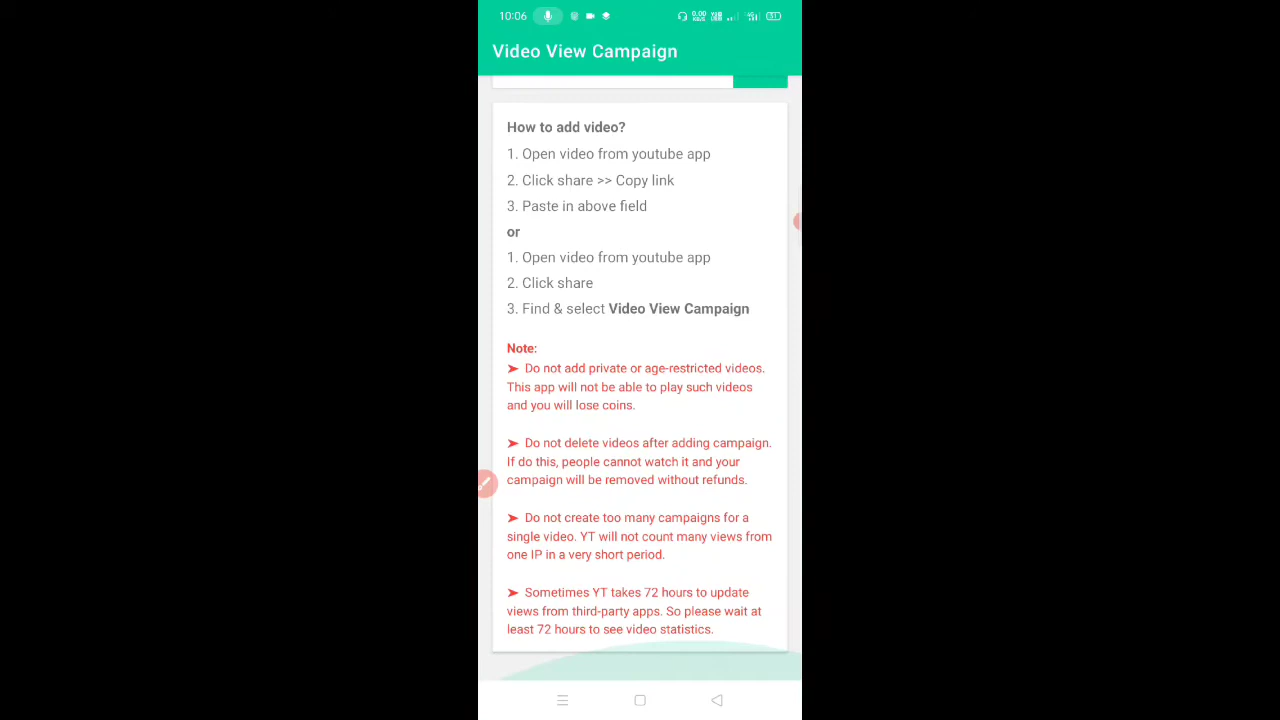 10:06
Video View Campaign
How to add video?
1. Open video from youtube app
2. Click share >> Copy link
3. Paste in above field
or
1. Open video from youtube app
2. Click share
3. Find & select Video View Campaign
Note:
➤ Do not add private or age-restricted videos.
This app will not be able to play such videos
and you will lose coins.
➤ Do not delete videos after adding campaign.
If do this, people cannot watch it and your
campaign will be removed without refunds.
➤ Do not create too many campaigns for a
single video. YT will not count many views from
one IP in a very short period.
➤ Sometimes YT takes 72 hours to update
views from third-party apps. So please wait at
least 72 hours to see video statistics.